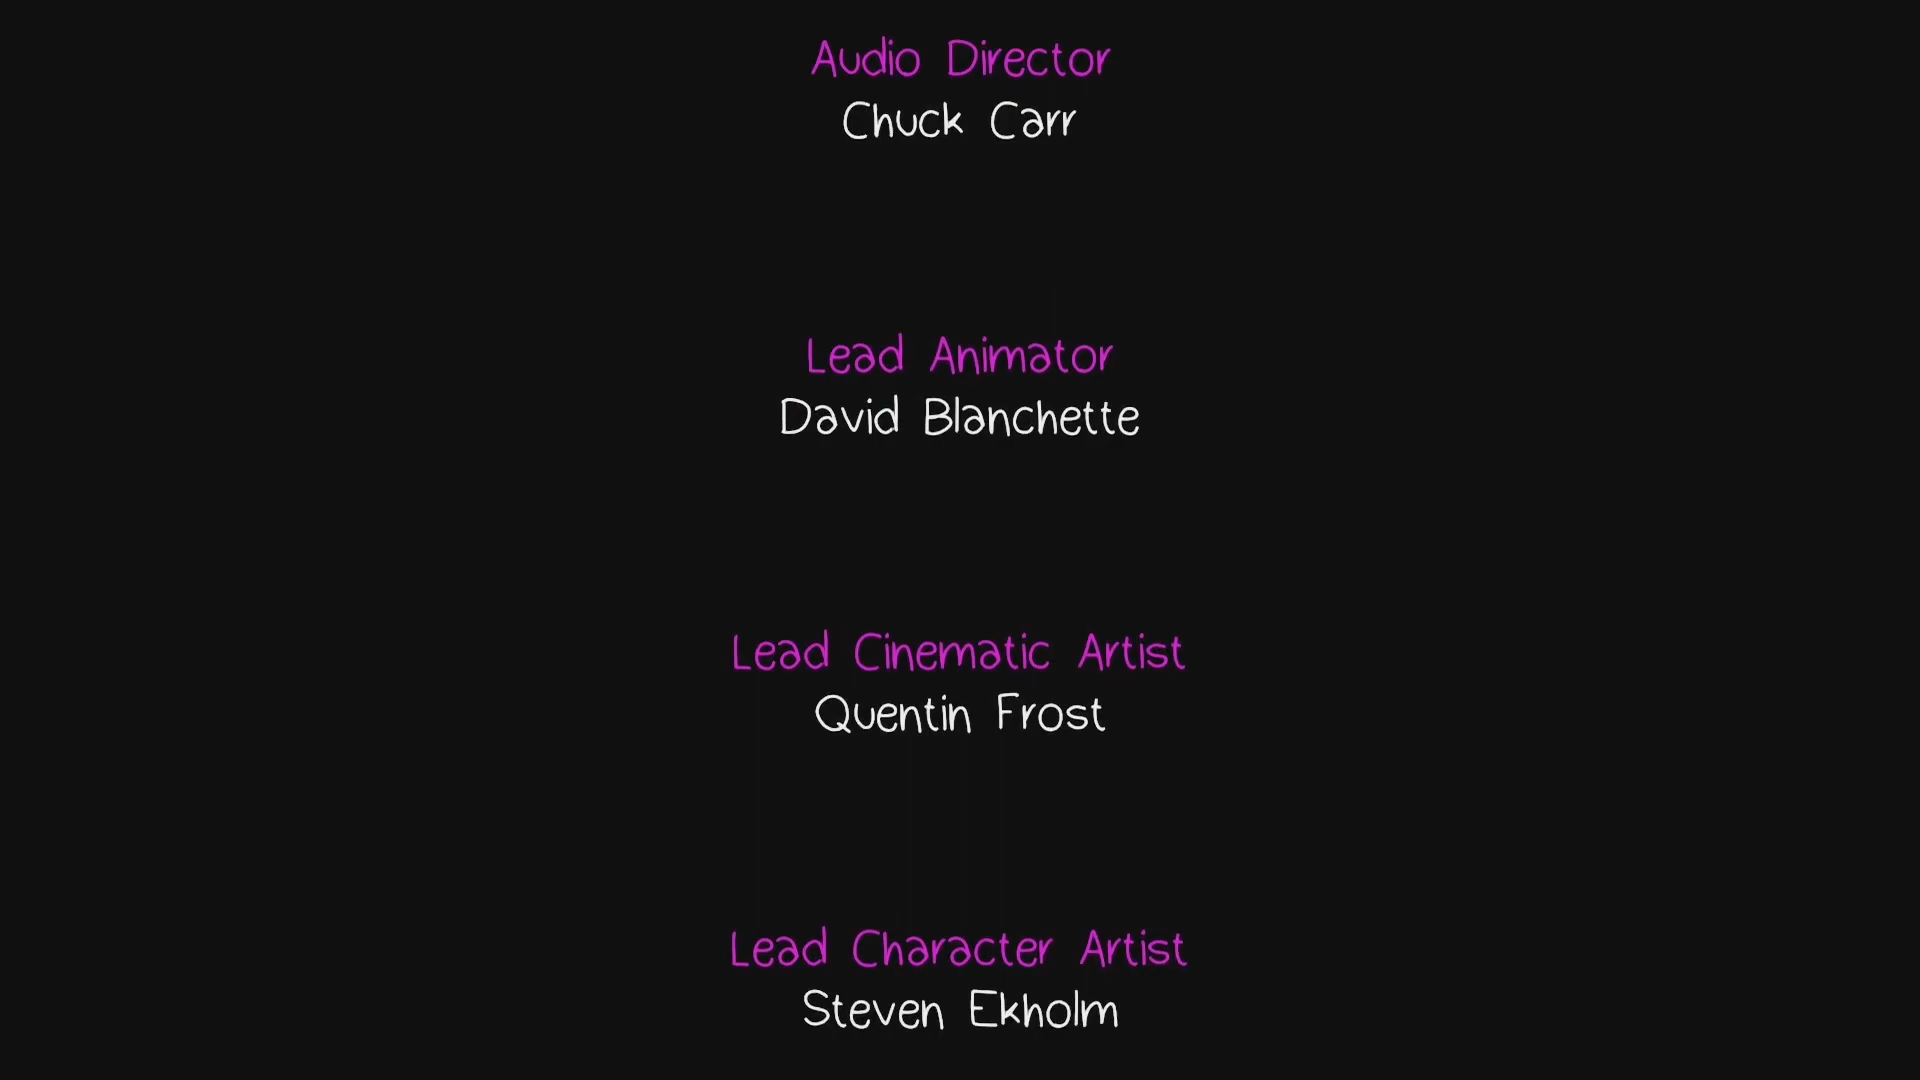 Audio Director
Chuck Carr
Lead Animator
David Blanchette
Lead Cinematic Artist
Quentin Frost
Lead Character Artist
Steven Ekholm